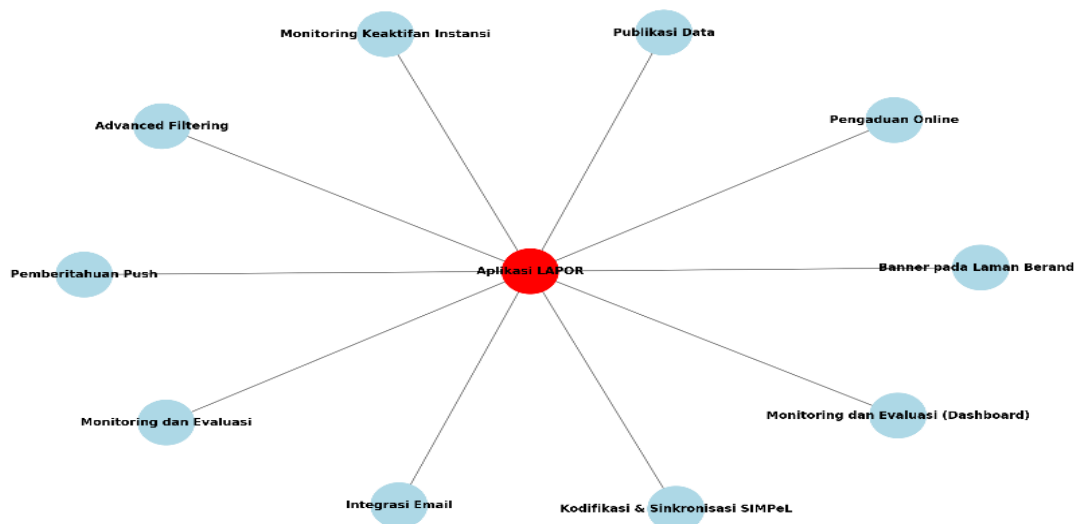 Monitoring Keaktifan Instansi
Publikasi Data
Advanced Filtering
Pengaduan Online
Pemberitahuan Push
Aplikasi LAPOR
Banner pada Laman Berand
Monitoring dan Evaluasi
Monitoring dan Evaluasi (Dashboard)
Integrasi Email
Kodifikasi & Sinkronisasi SIMPeL